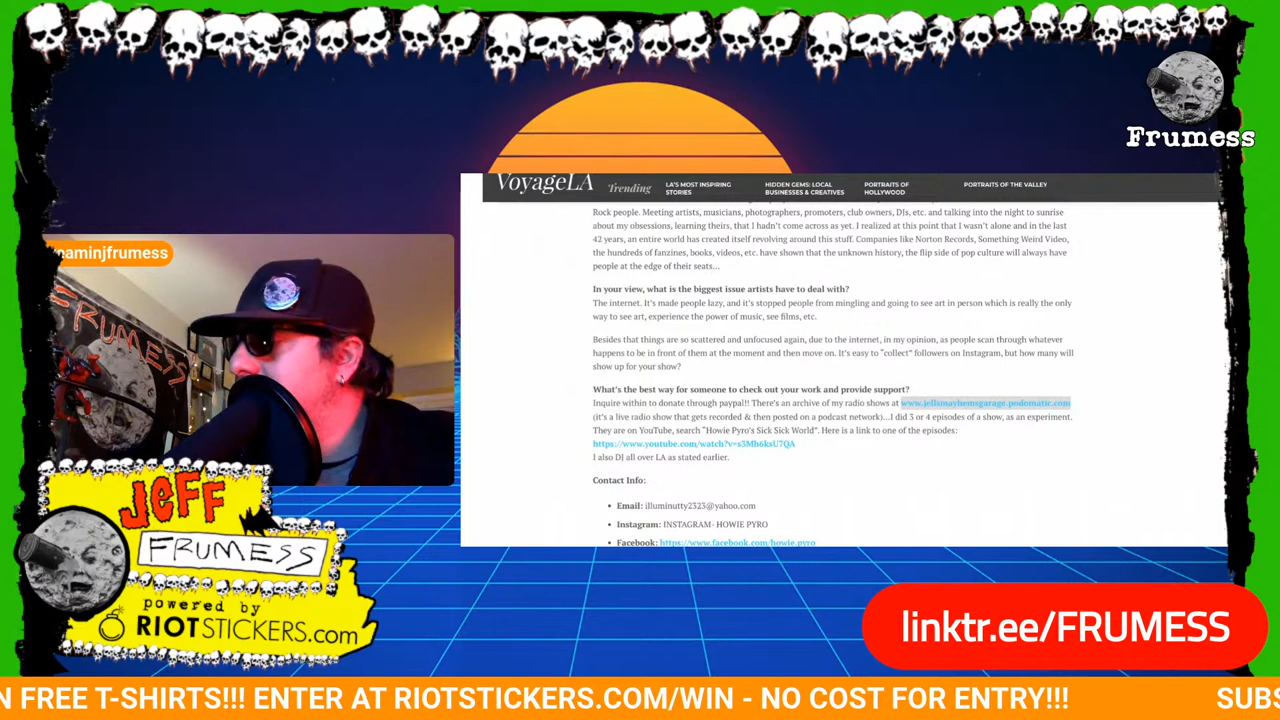 Frumess
VoyageLA
Trending
LA'S MOST INSPIRING
STORIES
HIDDEN GEMS: LOCAL
BUSINESSES & CREATIVES
PORTRAITS OF
HOLLYWOOD
PORTRAITS OF THE VALLEY
Rock people. Meeting artists, musicians, photographers, promoters, club owners, DJs, etc. and talking into the night to sunrise
about my obsessions, learning theirs, that I hadn't come across as yet. I realized at this point that I wasn't alone and in the last
42 years, an entire world has created itself revolving around this stuff. Companies like Norton Records, Something Weird Video,
the hundreds of fanzines, books, videos, etc. have shown that the unknown history, the flip side of pop culture will always have
people at the edge of their seats…
In your view, what is the biggest issue artists have to deal with?
The internet. It's made people lazy, and it's stopped people from mingling and going to see art in person which is really the only
way to see art, experience the power of music, see films, etc.
Besides that things are so scattered and unfocused again, due to the internet, in my opinion, as people scan through whatever
happens to be in front of them at the moment and then move on. It's easy to "collect" followers on Instagram, but how many will
show up for your show?
What's the best way for someone to check out your work and provide support?
Inquire within to donate through paypal!! There's an archive of my radio shows at www.jellsmayhemsgarage.podomatic.com
(it's a live radio show that gets recorded & then posted on a podcast network)…I did 3 or 4 episodes of a show, as an experiment.
They are on YouTube, search "Howie Pyro's Sick Sick World". Here is a link to one of the episodes:
https://www.youtube.com/watch?v=s3Mh6ksU7QA
I also DJ all over LA as stated earlier.
Contact Info:
• Email: illuminutty2323@yahoo.com
• Instagram: INSTAGRAM- HOWIE PYRO
• Facebook: https://www.facebook.com/howie.pyro
eaminjfrumess
FRUMESS
JEFF
FRUMESS
powered by
RIOTSTICKERS.com
linktr.ee/FRUMESS
N FREE T-SHIRTS!!! ENTER AT RIOTSTICKERS.COM/WIN - NO COST FOR ENTRY!!! SUBS